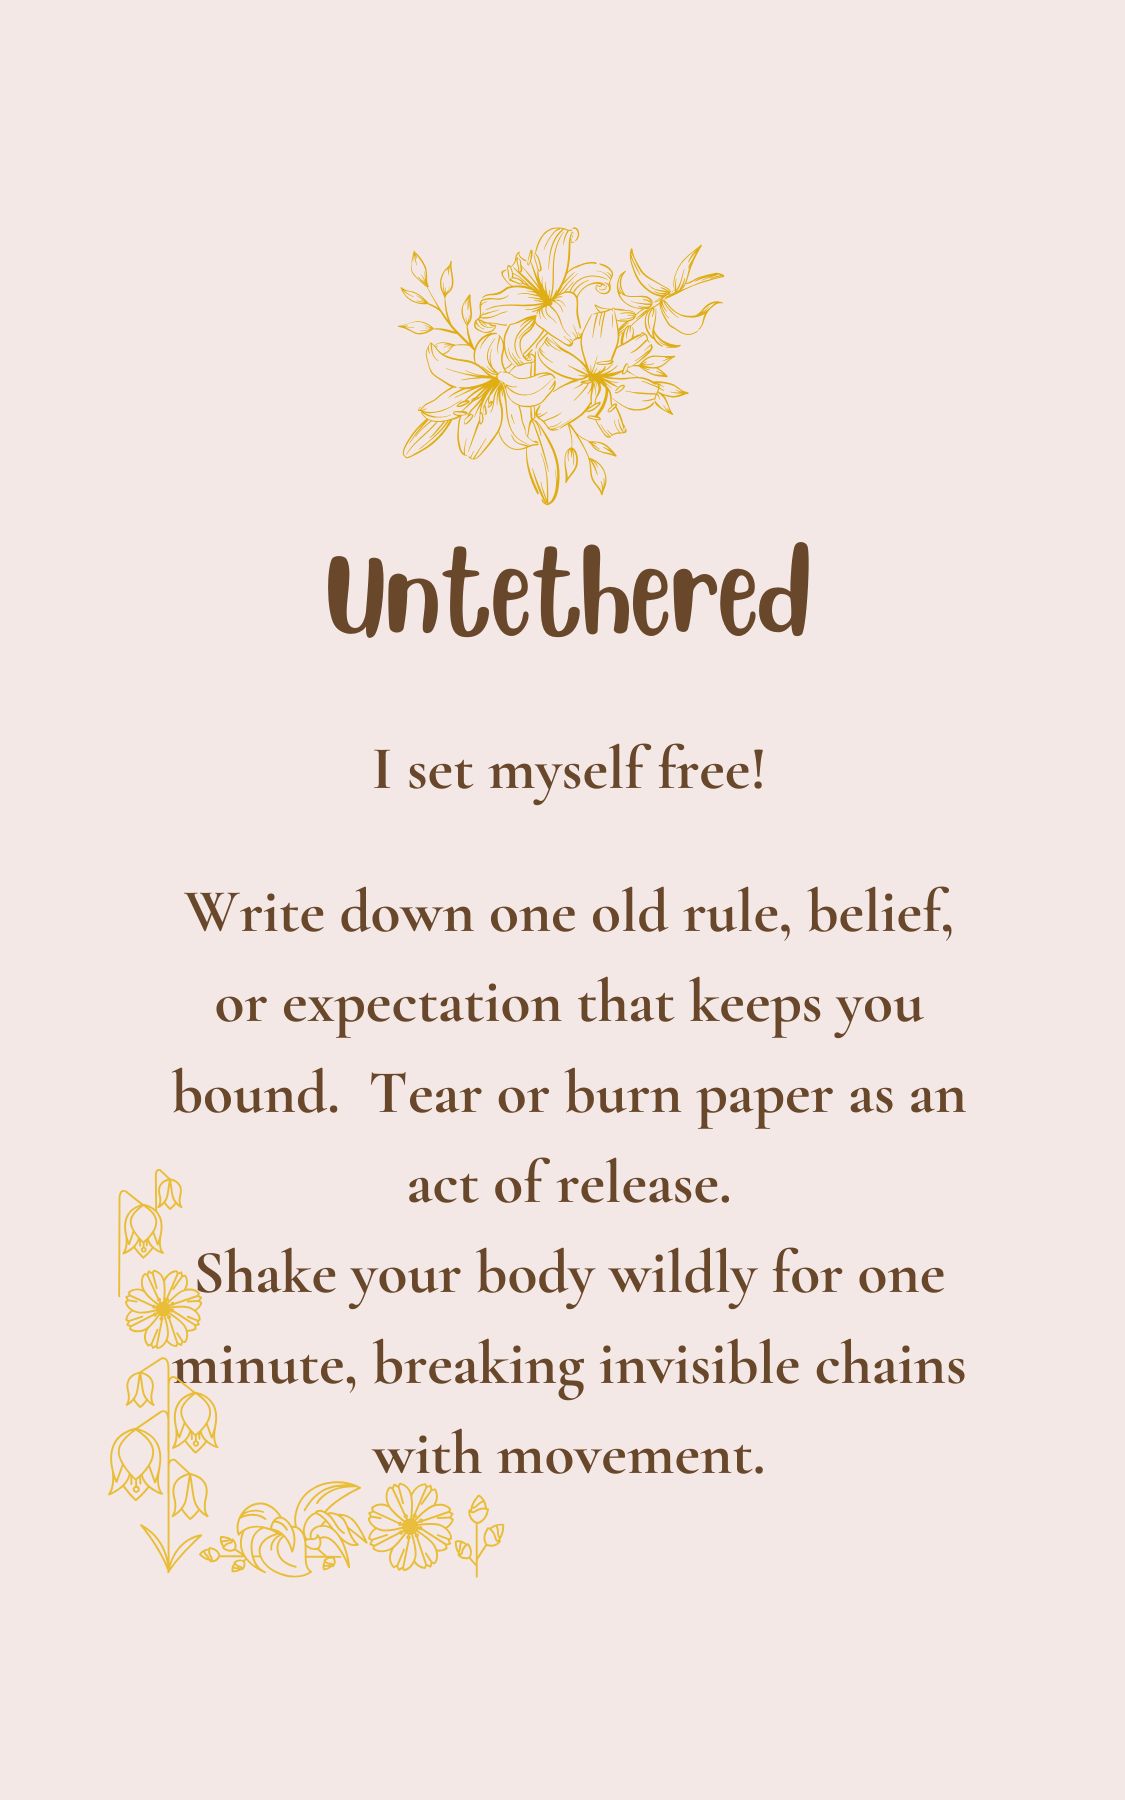 Untethered
I set myself free!
Write down one old rule, belief,
or expectation that keeps you
bound.  Tear or burn paper as an
act of release.
Shake your body wildly for one
minute, breaking invisible chains
with movement.